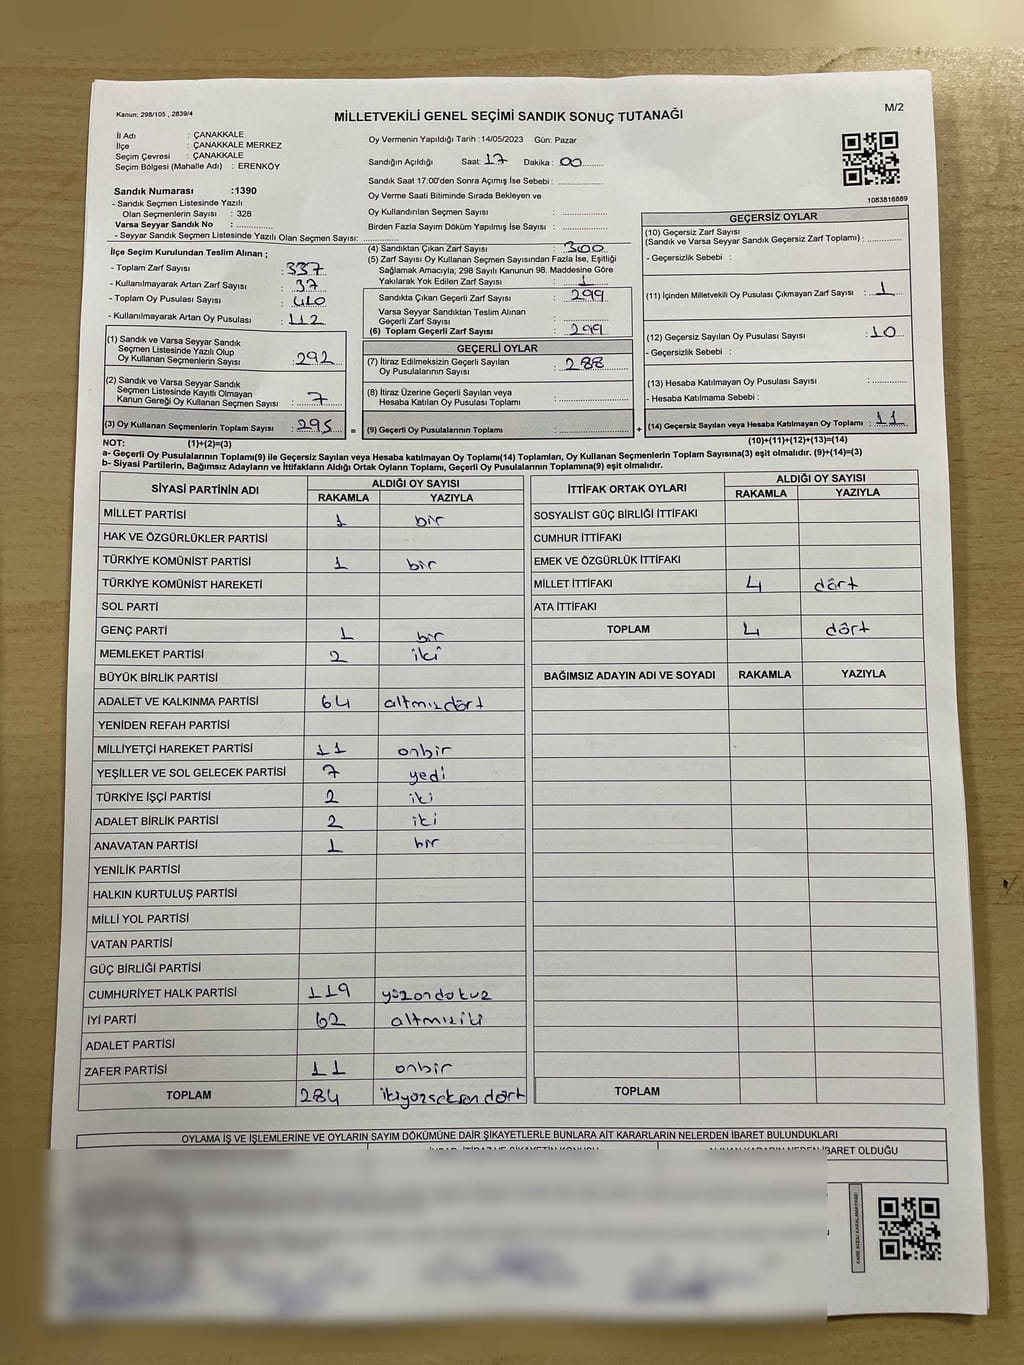 Kanun; 298/105 , 2839/4
MİLLETVEKİLİ GENEL SEÇİMİ SANDIK SONUÇ TUTANAĞI
M/2
İl Adı : ÇANAKKALE
İlçe : ÇANAKKALE MERKEZ
Seçim Çevresi : ÇANAKKALE
Seçim Bölgesi (Mahalle Adı) : ERENKÖY
Oy Vermenin Yapıldığı Tarih : 14/05/2023 Gün: Pazar
Sandığın Açıldığı Saat: 17 Dakika : 00
Sandık Saat 17:00'den Sonra Açılmış İse Sebebi :
Sandık Numarası :1390
- Sandık Seçmen Listesinde Yazılı
Olan Seçmenlerin Sayısı : 328
Varsa Seyyar Sandık No :
- Seyyar Sandık Seçmen Listesinde Yazılı Olan Seçmen Sayısı:
Oy Verme Saati Bitiminde Sırada Bekleyen ve
Oy Kullandırılan Seçmen Sayısı :
Birden Fazla Sayım Döküm Yapılmış İse Sayısı :
1083816889
İlçe Seçim Kurulundan Teslim Alınan ;
- Toplam Zarf Sayısı : 337
- Kullanılmayarak Artan Zarf Sayısı : 37
- Toplam Oy Pusulası Sayısı : 410
- Kullanılmayarak Artan Oy Pusulası : 112
(1) Sandık ve Varsa Seyyar Sandık
Seçmen Listesinde Yazılı Olup
Oy Kullanan Seçmenlerin Sayısı : 292
(2) Sandık ve Varsa Seyyar Sandık
Seçmen Listesinde Kayıtlı Olmayan
Kanun Gereği Oy Kullanan Seçmen Sayısı : 7
(3) Oy Kullanan Seçmenlerin Toplam Sayısı : 295 =
(4) Sandıktan Çıkan Zarf Sayısı : 300
(5) Zarf Sayısı Oy Kullanan Seçmen Sayısından Fazla İse, Eşitliği
Sağlamak Amacıyla; 298 Sayılı Kanunun 98. Maddesine Göre
Yakılarak Yok Edilen Zarf Sayısı : 1
Sandıkta Çıkan Geçerli Zarf Sayısı : 299
Varsa Seyyar Sandıktan Teslim Alınan
Geçerli Zarf Sayısı :
(6) Toplam Geçerli Zarf Sayısı : 299
GEÇERLİ OYLAR
(7) İtiraz Edilmeksizin Geçerli Sayılan
Oy Pusulalarının Sayısı : 288
(8) İtiraz Üzerine Geçerli Sayılan veya
Hesaba Katılan Oy Pusulası Toplamı :
(9) Geçerli Oy Pusulalarının Toplamı : +
GEÇERSİZ OYLAR
(10) Geçersiz Zarf Sayısı
(Sandık ve Varsa Seyyar Sandık Geçersiz Zarf Toplamı) :
- Geçersizlik Sebebi :
(11) İçinden Milletvekili Oy Pusulası Çıkmayan Zarf Sayısı : 1
(12) Geçersiz Sayılan Oy Pusulası Sayısı : 10
- Geçersizlik Sebebi :
(13) Hesaba Katılmayan Oy Pusulası Sayısı :
- Hesaba Katılmama Sebebi :
(14) Geçersiz Sayılan veya Hesaba Katılmayan Oy Toplamı : 11
NOT: (1)+(2)=(3) (10)+(11)+(12)+(13)=(14)
a- Geçerli Oy Pusulalarının Toplamı(9) ile Geçersiz Sayılan veya Hesaba Katılmayan Oy Toplamı(14) Toplamları, Oy Kullanan Seçmenlerin Toplam Sayısına(3) eşit olmalıdır. (9)+(14)=(3)
b- Siyasi Partilerin, Bağımsız Adayların ve İttifakların Aldığı Ortak Oyların Toplamı, Geçerli Oy Pusulalarının Toplamına(9) eşit olmalıdır.
SİYASİ PARTİNİN ADI ALDIĞI OY SAYISI
RAKAMLA YAZIYLA
MİLLET PARTİSİ 1 bir
HAK VE ÖZGÜRLÜKLER PARTİSİ
TÜRKİYE KOMÜNİST PARTİSİ 1 bir
TÜRKİYE KOMÜNİST HAREKETİ
SOL PARTİ
GENÇ PARTİ 1 bir
MEMLEKET PARTİSİ 2 iki
BÜYÜK BİRLİK PARTİSİ
ADALET VE KALKINMA PARTİSİ 64 altmışdört
YENİDEN REFAH PARTİSİ
MİLLİYETÇİ HAREKET PARTİSİ 11 onbir
YEŞİLLER VE SOL GELECEK PARTİSİ 7 yedi
TÜRKİYE İŞÇİ PARTİSİ 2 iki
ADALET BİRLİK PARTİSİ 2 iki
ANAVATAN PARTİSİ 1 bir
YENİLİK PARTİSİ
HALKIN KURTULUŞ PARTİSİ
MİLLİ YOL PARTİSİ
VATAN PARTİSİ
GÜÇ BİRLİĞİ PARTİSİ
CUMHURİYET HALK PARTİSİ 119 yüzondokuz
İYİ PARTİ 62 altmışiki
ADALET PARTİSİ
ZAFER PARTİSİ 11 onbir
TOPLAM 284 ikiyüzseksendört
İTTİFAK ORTAK OYLARI ALDIĞI OY SAYISI
RAKAMLA YAZIYLA
SOSYALİST GÜÇ BİRLİĞİ İTTİFAKI
CUMHUR İTTİFAKI
EMEK VE ÖZGÜRLÜK İTTİFAKI
MİLLET İTTİFAKI 4 dört
ATA İTTİFAKI
TOPLAM 4 dört
BAĞIMSIZ ADAYIN ADI VE SOYADI RAKAMLA YAZIYLA
TOPLAM
OYLAMA İŞ VE İŞLEMLERİNE VE OYLARIN SAYIM DÖKÜMÜNE DAİR ŞİKAYETLERLE BUNLARA AİT KARARLARIN NELERDEN İBARET BULUNDUKLARI
İBARET OLDUĞU
KARE KODU KARALAMAYINIZ!